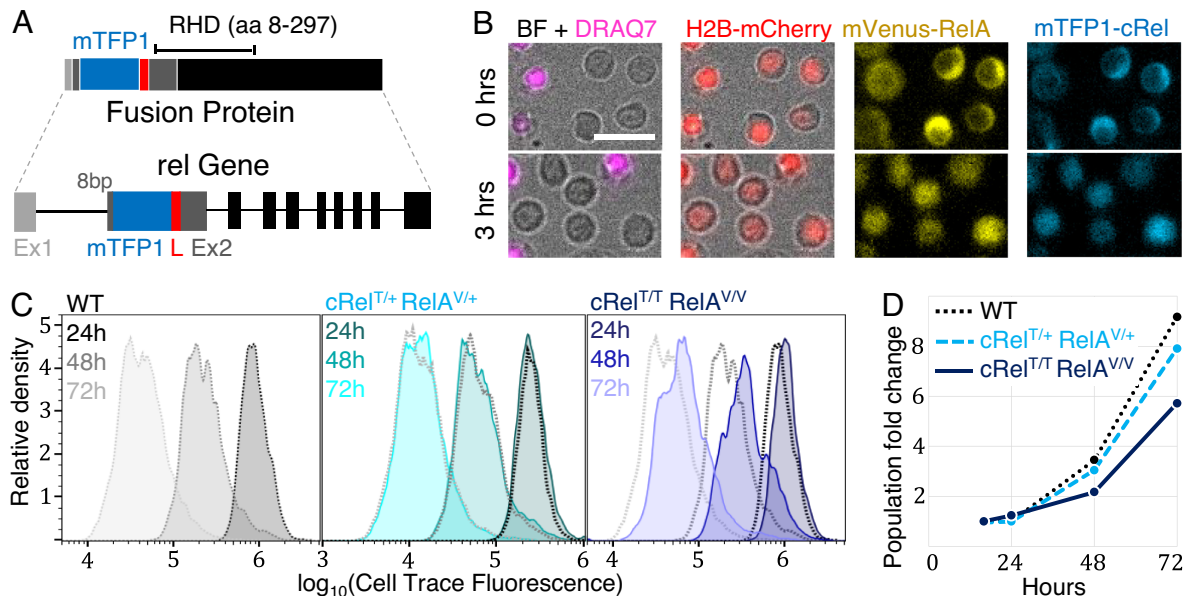 A
RHD (aa 8-297)
mTFP1
Fusion Protein
rel Gene
8bp
Ex1
mTFP1 L Ex2
B
BF + DRAQ7
H2B-mCherry
mVenus-RelA
mTFP1-cRel
0 hrs
3 hrs
C
WT
24h
48h
72h
cRelT/+ RelAV/+
24h
48h
72h
cRelT/T RelAV/V
24h
48h
72h
Relative density
5
4
3
2
1
0
4 5 6
3 4 5 6
4 5 6
log10(Cell Trace Fluorescence)
D
WT
cRelT/+ RelAV/+
cRelT/T RelAV/V
Population fold change
8
6
4
2
0 24 48 72
Hours